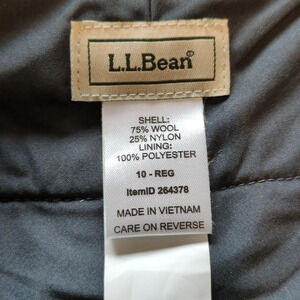 L.L.Bean®
SHELL:
75% WOOL
25% NYLON
LINING:
100% POLYESTER
10 - REG
ItemID 264378
MADE IN VIETNAM
CARE ON REVERSE